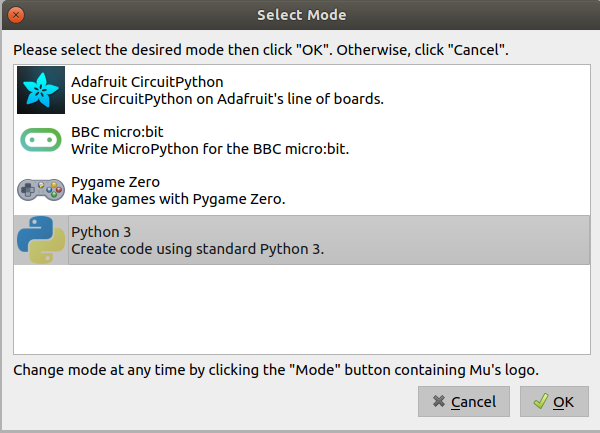 Select Mode
Please select the desired mode then click "OK". Otherwise, click "Cancel".
Adafruit CircuitPython
Use CircuitPython on Adafruit's line of boards.
BBC micro:bit
Write MicroPython for the BBC micro:bit.
Pygame Zero
Make games with Pygame Zero.
Python 3
Create code using standard Python 3.
Change mode at any time by clicking the "Mode" button containing Mu's logo.
Cancel
OK